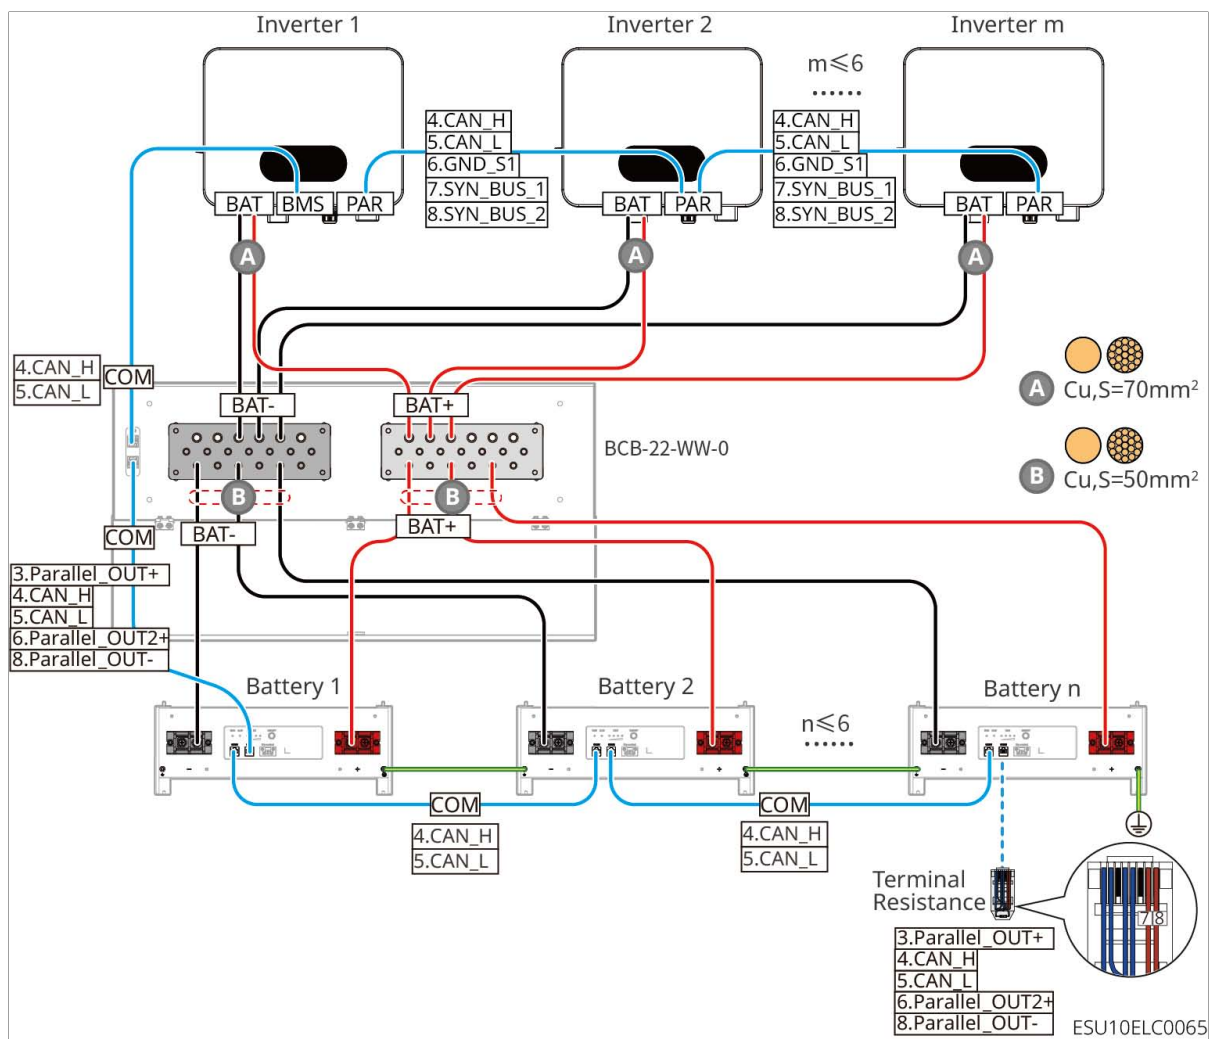 Inverter 1
Inverter 2
Inverter m
m≤6
......
4.CAN_H
5.CAN_L
6.GND_S1
7.SYN_BUS_1
8.SYN_BUS_2
4.CAN_H
5.CAN_L
6.GND_S1
7.SYN_BUS_1
8.SYN_BUS_2
BAT BMS PAR
BAT PAR
BAT PAR
A
A
A
4.CAN_H
5.CAN_L
COM
BAT-
BAT+
A Cu,S=70mm²
BCB-22-WW-0
B Cu,S=50mm²
B
B
COM
BAT-
BAT+
3.Parallel_OUT+
4.CAN_H
5.CAN_L
6.Parallel_OUT2+
8.Parallel_OUT-
Battery 1
Battery 2
Battery n
n≤6
......
- +
- +
- +
COM
4.CAN_H
5.CAN_L
COM
4.CAN_H
5.CAN_L
Terminal
Resistance
7 8
3.Parallel_OUT+
4.CAN_H
5.CAN_L
6.Parallel_OUT2+
8.Parallel_OUT-
ESU10ELC0065